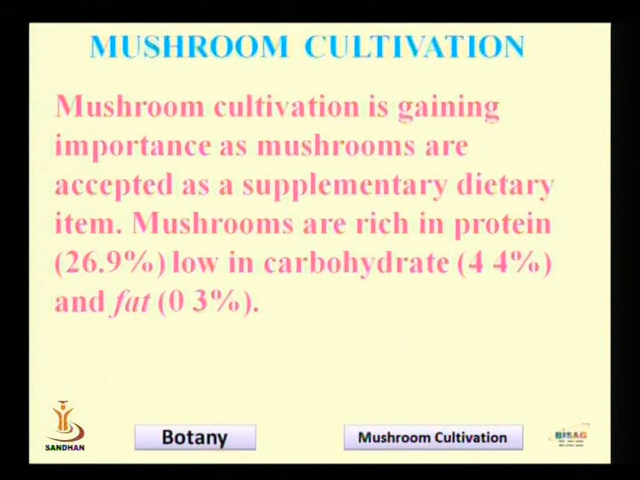 MUSHROOM CULTIVATION
Mushroom cultivation is gaining
importance as mushrooms are
accepted as a supplementary dietary
item. Mushrooms are rich in protein
(26.9%) low in carbohydrate (4 4%)
and fat (0 3%).
SANDHAN
Botany
Mushroom Cultivation
BISAG